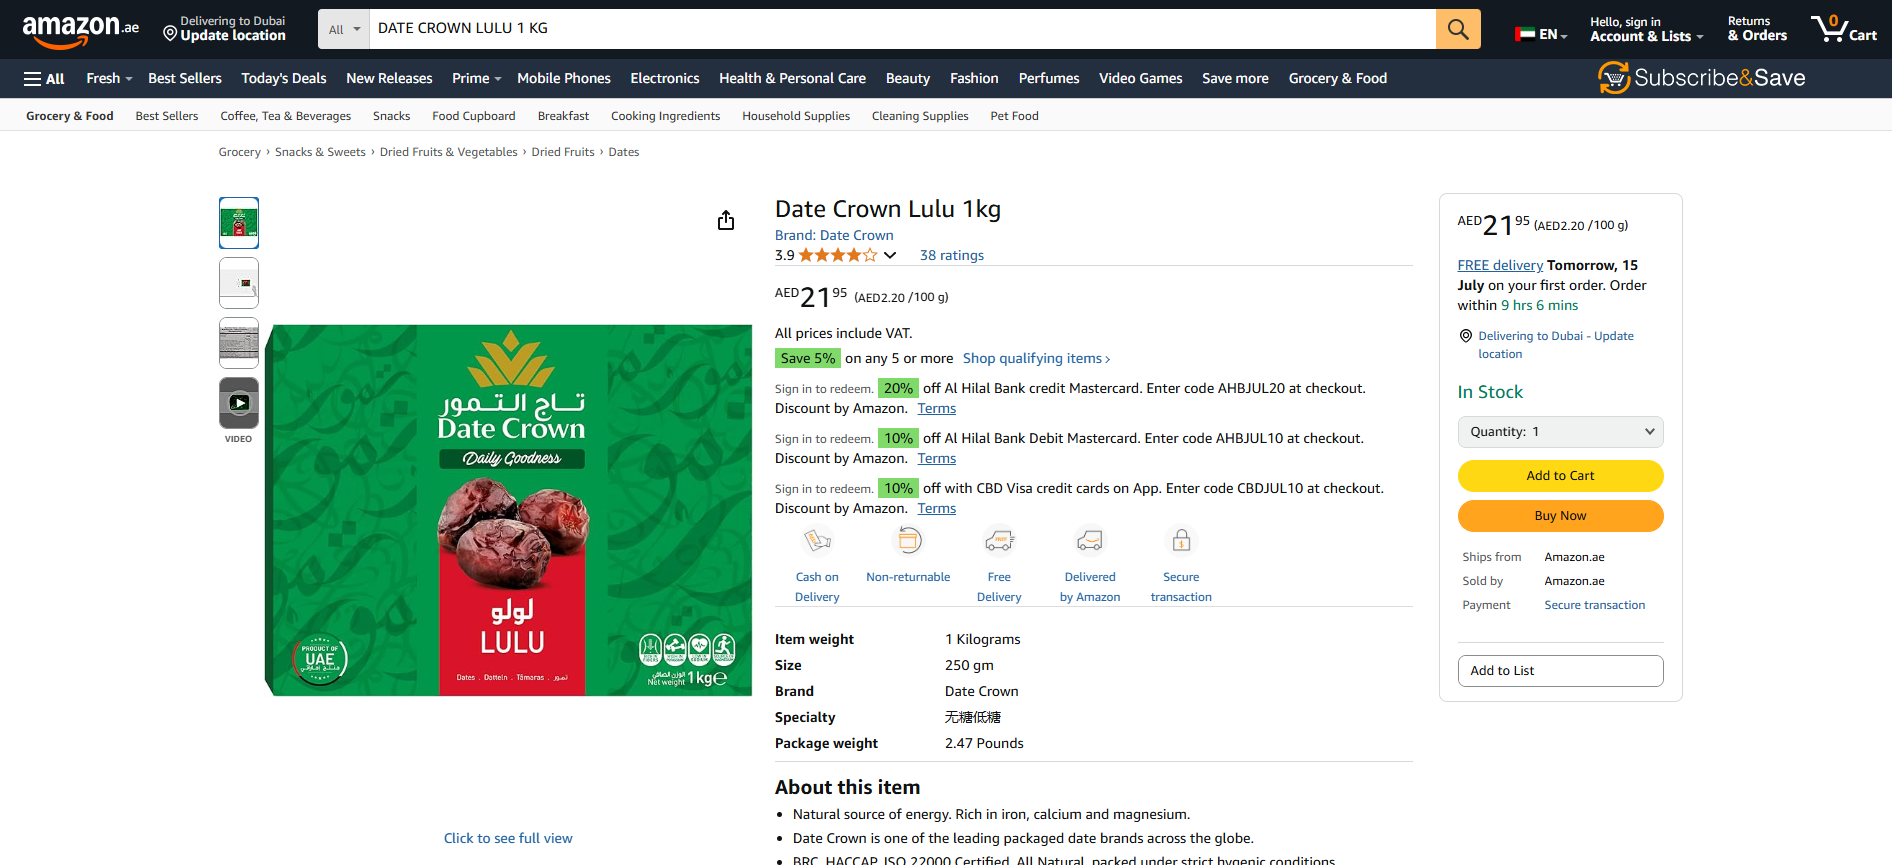 amazon.ae
Delivering to Dubai
Update location
All
DATE CROWN LULU 1 KG
EN
Hello, sign in
Account & Lists
Returns
& Orders
0
Cart
All
Fresh
Best Sellers
Today's Deals
New Releases
Prime
Mobile Phones
Electronics
Health & Personal Care
Beauty
Fashion
Perfumes
Video Games
Save more
Grocery & Food
Subscribe&Save
Grocery & Food
Best Sellers
Coffee, Tea & Beverages
Snacks
Food Cupboard
Breakfast
Cooking Ingredients
Household Supplies
Cleaning Supplies
Pet Food
Grocery › Snacks & Sweets › Dried Fruits & Vegetables › Dried Fruits › Dates
VIDEO
تاج التمور
Date Crown
Daily Goodness
لولو
LULU
Dates . Datteln . Tâmaras . تمور
PRODUCT OF
UAE
منتج إماراتي
الوزن الصافي
Net weight 1kg℮
Click to see full view
Date Crown Lulu 1kg
Brand: Date Crown
3.9
38 ratings
AED21 95 (AED2.20 /100 g)
All prices include VAT.
Save 5% on any 5 or more Shop qualifying items ›
Sign in to redeem. 20% off Al Hilal Bank credit Mastercard. Enter code AHBJUL20 at checkout.
Discount by Amazon. Terms
Sign in to redeem. 10% off Al Hilal Bank Debit Mastercard. Enter code AHBJUL10 at checkout.
Discount by Amazon. Terms
Sign in to redeem. 10% off with CBD Visa credit cards on App. Enter code CBDJUL10 at checkout.
Discount by Amazon. Terms
Cash on
Delivery
Non-returnable
Free
Delivery
Delivered
by Amazon
Secure
transaction
Item weight 1 Kilograms
Size 250 gm
Brand Date Crown
Specialty 无糖低糖
Package weight 2.47 Pounds
About this item
• Natural source of energy. Rich in iron, calcium and magnesium.
• Date Crown is one of the leading packaged date brands across the globe.
• BRC, HACCAP, ISO 22000 Certified. All Natural, packed under strict hygenic conditions.
AED21 95 (AED2.20 /100 g)
FREE delivery Tomorrow, 15
July on your first order. Order
within 9 hrs 6 mins
Delivering to Dubai - Update
location
In Stock
Quantity: 1
Add to Cart
Buy Now
Ships from Amazon.ae
Sold by Amazon.ae
Payment Secure transaction
Add to List